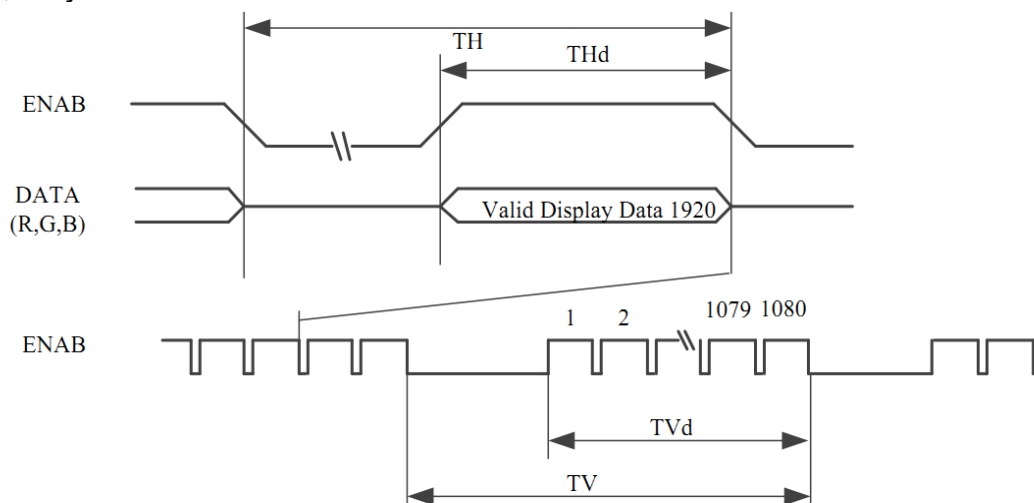 TH
THd
ENAB
DATA
(R,G,B)
Valid Display Data 1920
1 2 1079 1080
ENAB
TVd
TV